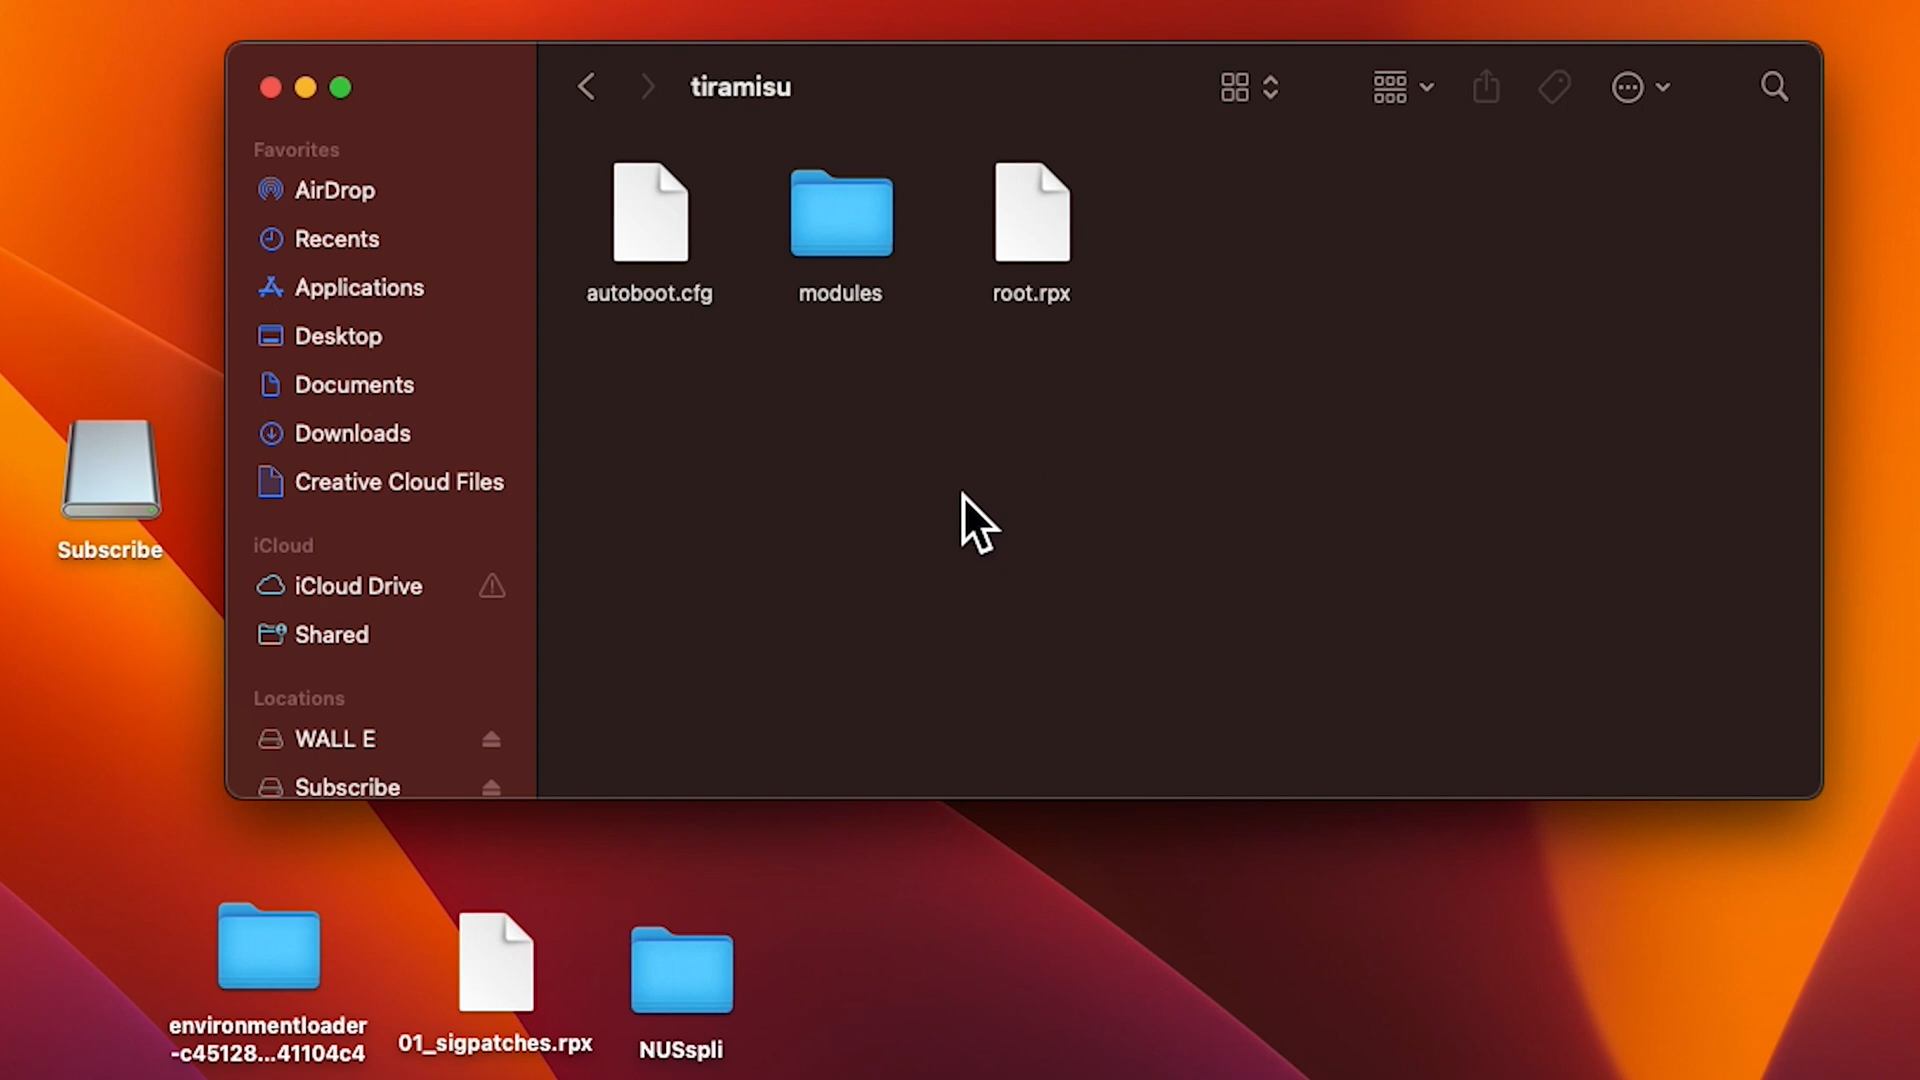 tiramisu
Favorites
AirDrop
Recents
Applications
Desktop
Documents
Downloads
Creative Cloud Files
iCloud
iCloud Drive
Shared
Locations
WALL E
Subscribe
autoboot.cfg
modules
root.rpx
Subscribe
environmentloader
-c45128...41104c4
01_sigpatches.rpx
NUSspli